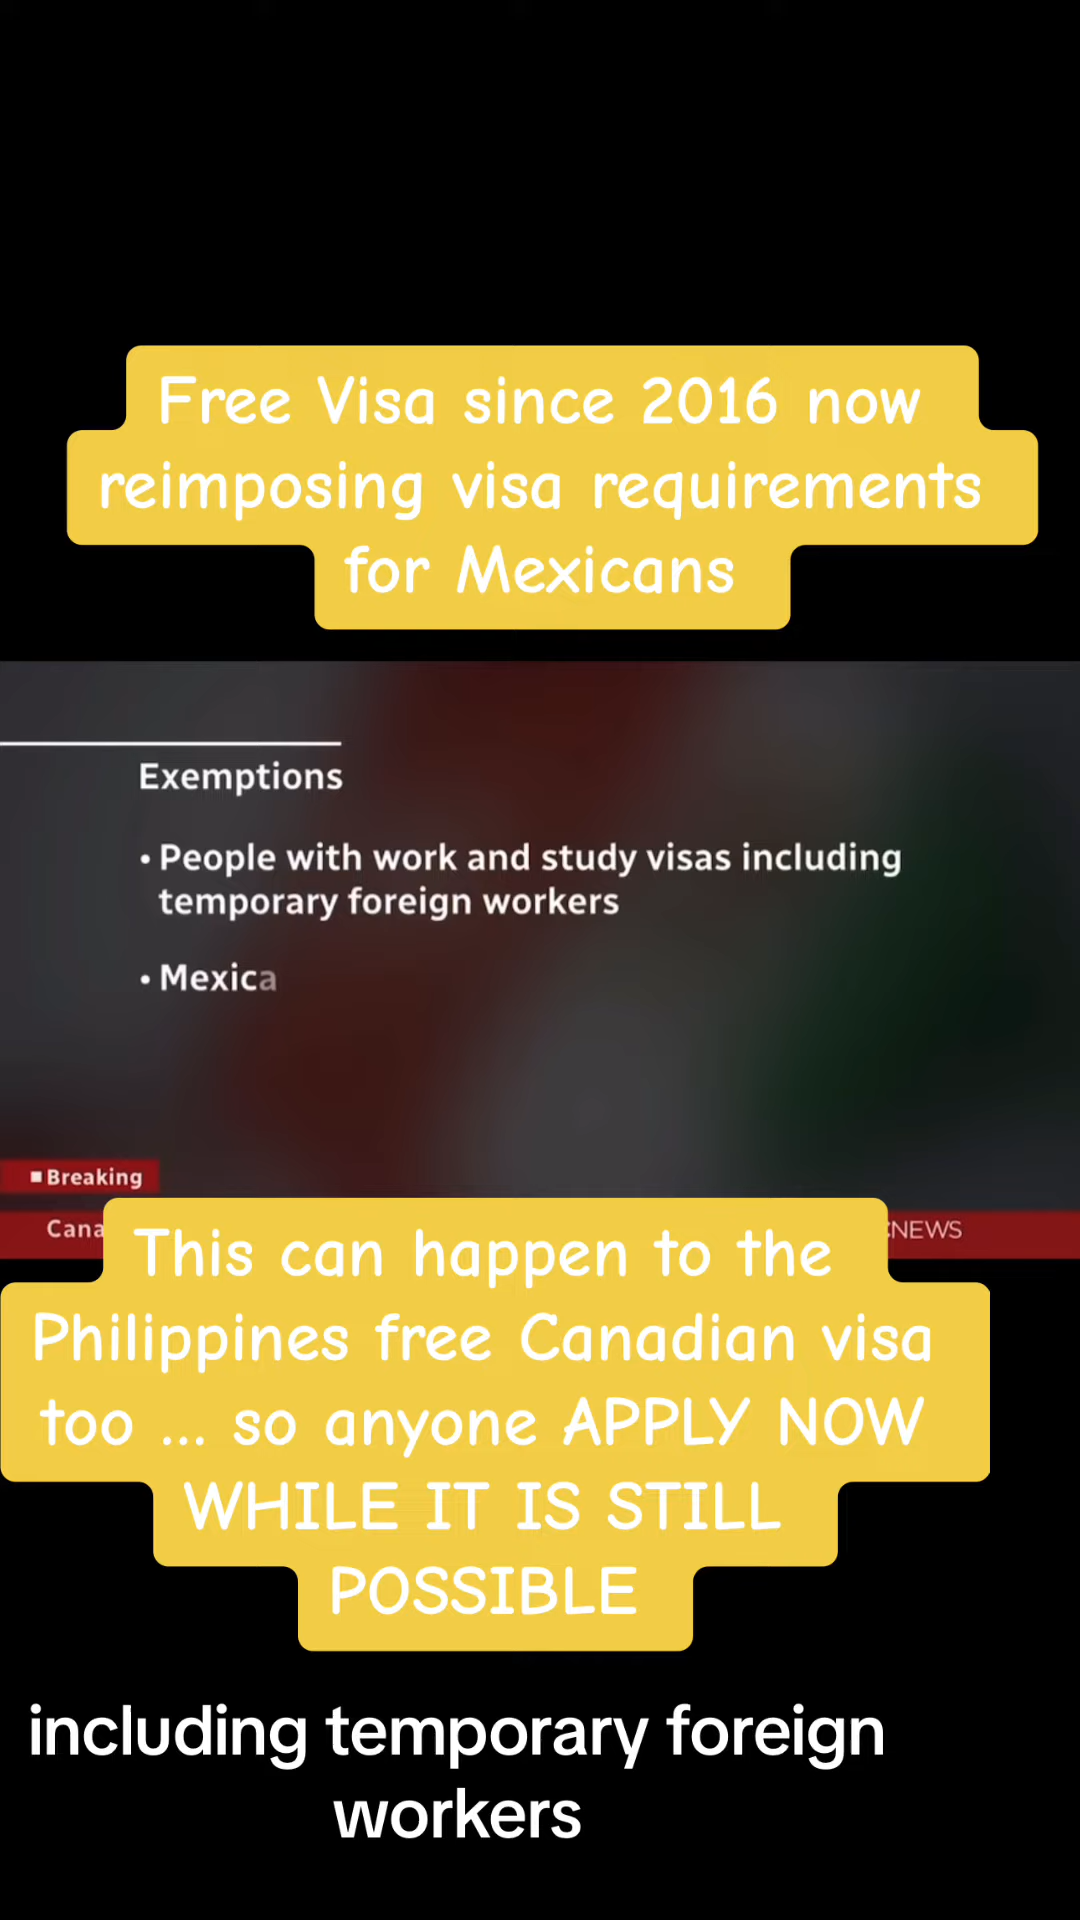 Free Visa since 2016 now
reimposing visa requirements
for Mexicans
Exemptions
• People with work and study visas including
temporary foreign workers
• Mexica
Breaking
Cana
NEWS
This can happen to the
Philippines free Canadian visa
too ... so anyone APPLY NOW
WHILE IT IS STILL
POSSIBLE
including temporary foreign
workers